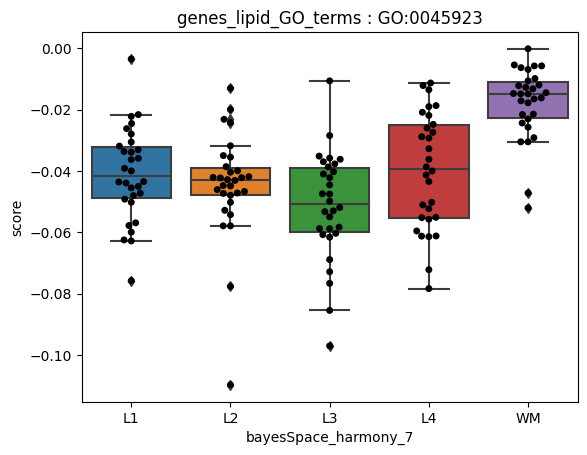 genes_lipid_GO_terms : GO:0045923
0.00
−0.02
−0.04
−0.06
−0.08
−0.10
score
L1 L2 L3 L4 WM
bayesSpace_harmony_7